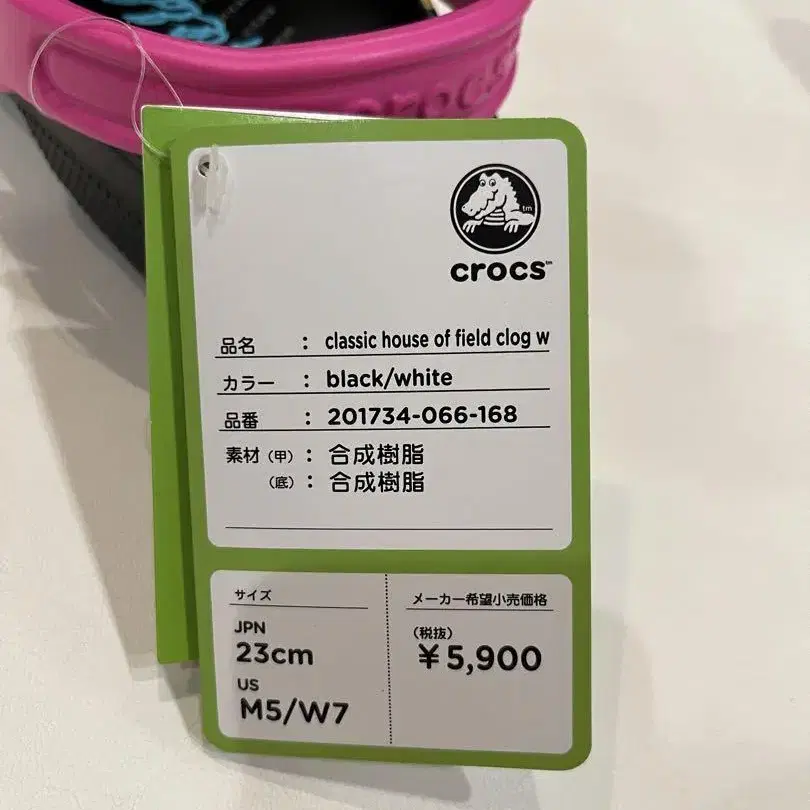 crocs
tm
crocs™
品名 : classic house of field clog w
カラー : black/white
品番 : 201734-066-168
素材(甲): 合成樹脂
(底): 合成樹脂
サイズ
JPN
23cm
US
M5/W7
メーカー希望小売価格
(税抜)
¥5,900